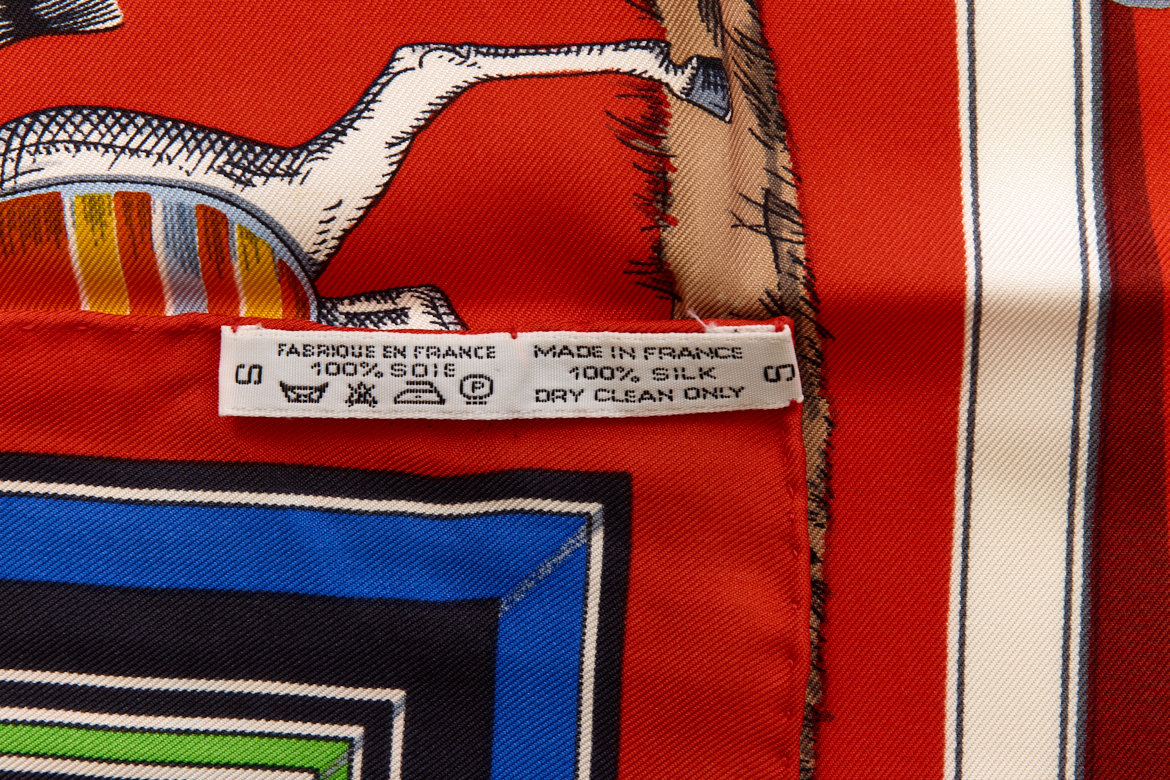 S
FABRIQUE EN FRANCE
100% SOIE
P
MADE IN FRANCE
100% SILK
DRY CLEAN ONLY
S